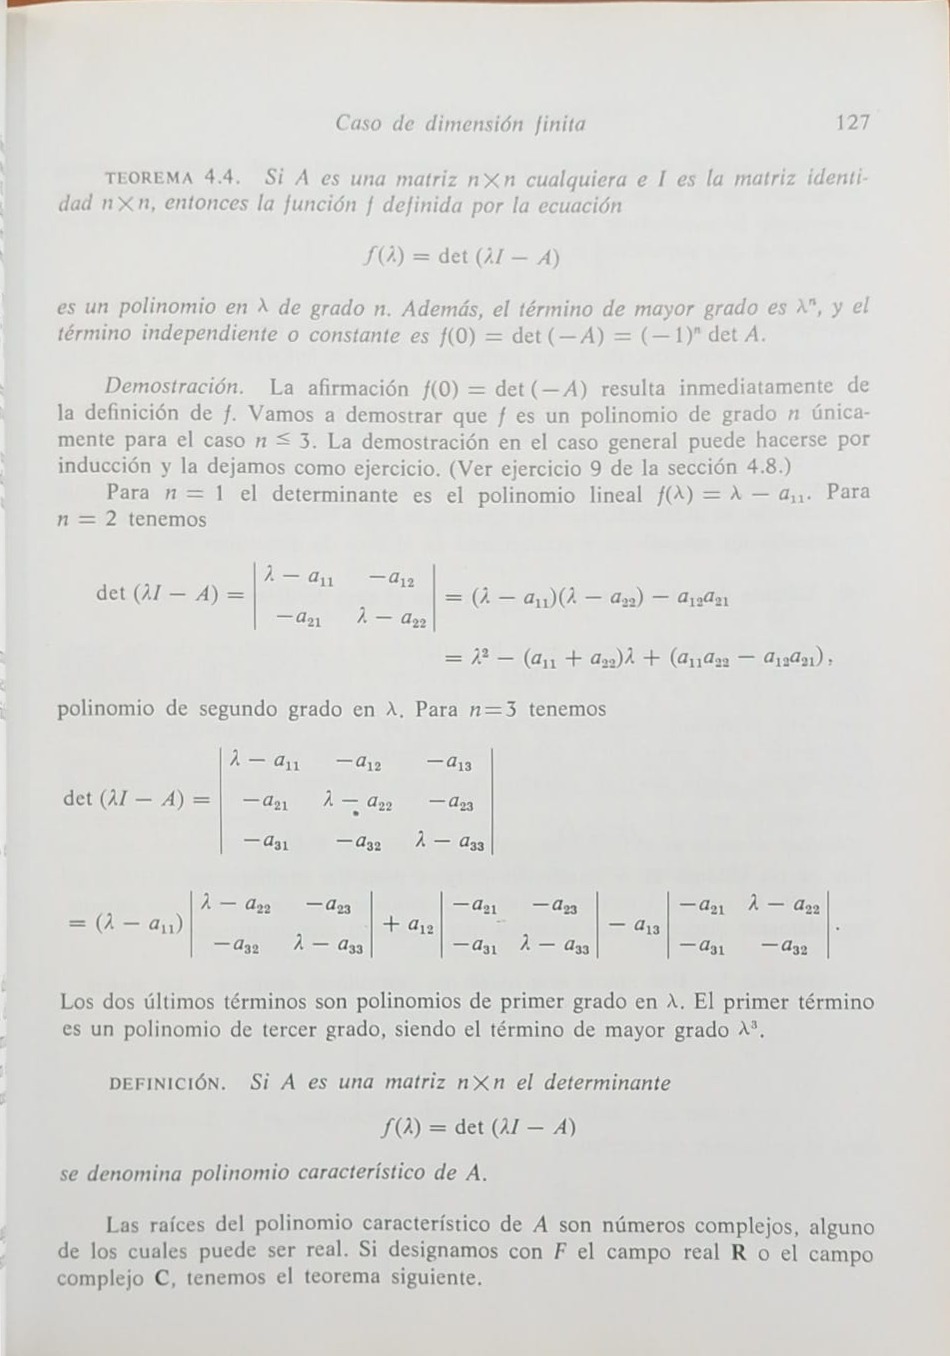 Caso de dimensión finita 127
TEOREMA 4.4. Si A es una matriz n×n cualquiera e I es la matriz identi-
dad n×n, entonces la función f definida por la ecuación
f(λ) = det (λI − A)
es un polinomio en λ de grado n. Además, el término de mayor grado es λⁿ, y el
término independiente o constante es f(0) = det (−A) = (−1)ⁿ det A.
Demostración. La afirmación f(0) = det (−A) resulta inmediatamente de
la definición de f. Vamos a demostrar que f es un polinomio de grado n única-
mente para el caso n ≤ 3. La demostración en el caso general puede hacerse por
inducción y la dejamos como ejercicio. (Ver ejercicio 9 de la sección 4.8.)
Para n = 1 el determinante es el polinomio lineal f(λ) = λ − a₁₁. Para
n = 2 tenemos
det (λI − A) = | λ − a₁₁ −a₁₂ |
| −a₂₁ λ − a₂₂ | = (λ − a₁₁)(λ − a₂₂) − a₁₂a₂₁
= λ² − (a₁₁ + a₂₂)λ + (a₁₁a₂₂ − a₁₂a₂₁),
polinomio de segundo grado en λ. Para n=3 tenemos
| λ − a₁₁ −a₁₂ −a₁₃ |
det (λI − A) = | −a₂₁ λ − a₂₂ −a₂₃ |
| −a₃₁ −a₃₂ λ − a₃₃ |
= (λ − a₁₁) | λ − a₂₂ −a₂₃ | + a₁₂ | −a₂₁ −a₂₃ | − a₁₃ | −a₂₁ λ − a₂₂ |.
| −a₃₂ λ − a₃₃ | | −a₃₁ λ − a₃₃ | | −a₃₁ −a₃₂ |
Los dos últimos términos son polinomios de primer grado en λ. El primer término
es un polinomio de tercer grado, siendo el término de mayor grado λ³.
DEFINICIÓN. Si A es una matriz n×n el determinante
f(λ) = det (λI − A)
se denomina polinomio característico de A.
Las raíces del polinomio característico de A son números complejos, alguno
de los cuales puede ser real. Si designamos con F el campo real R o el campo
complejo C, tenemos el teorema siguiente.